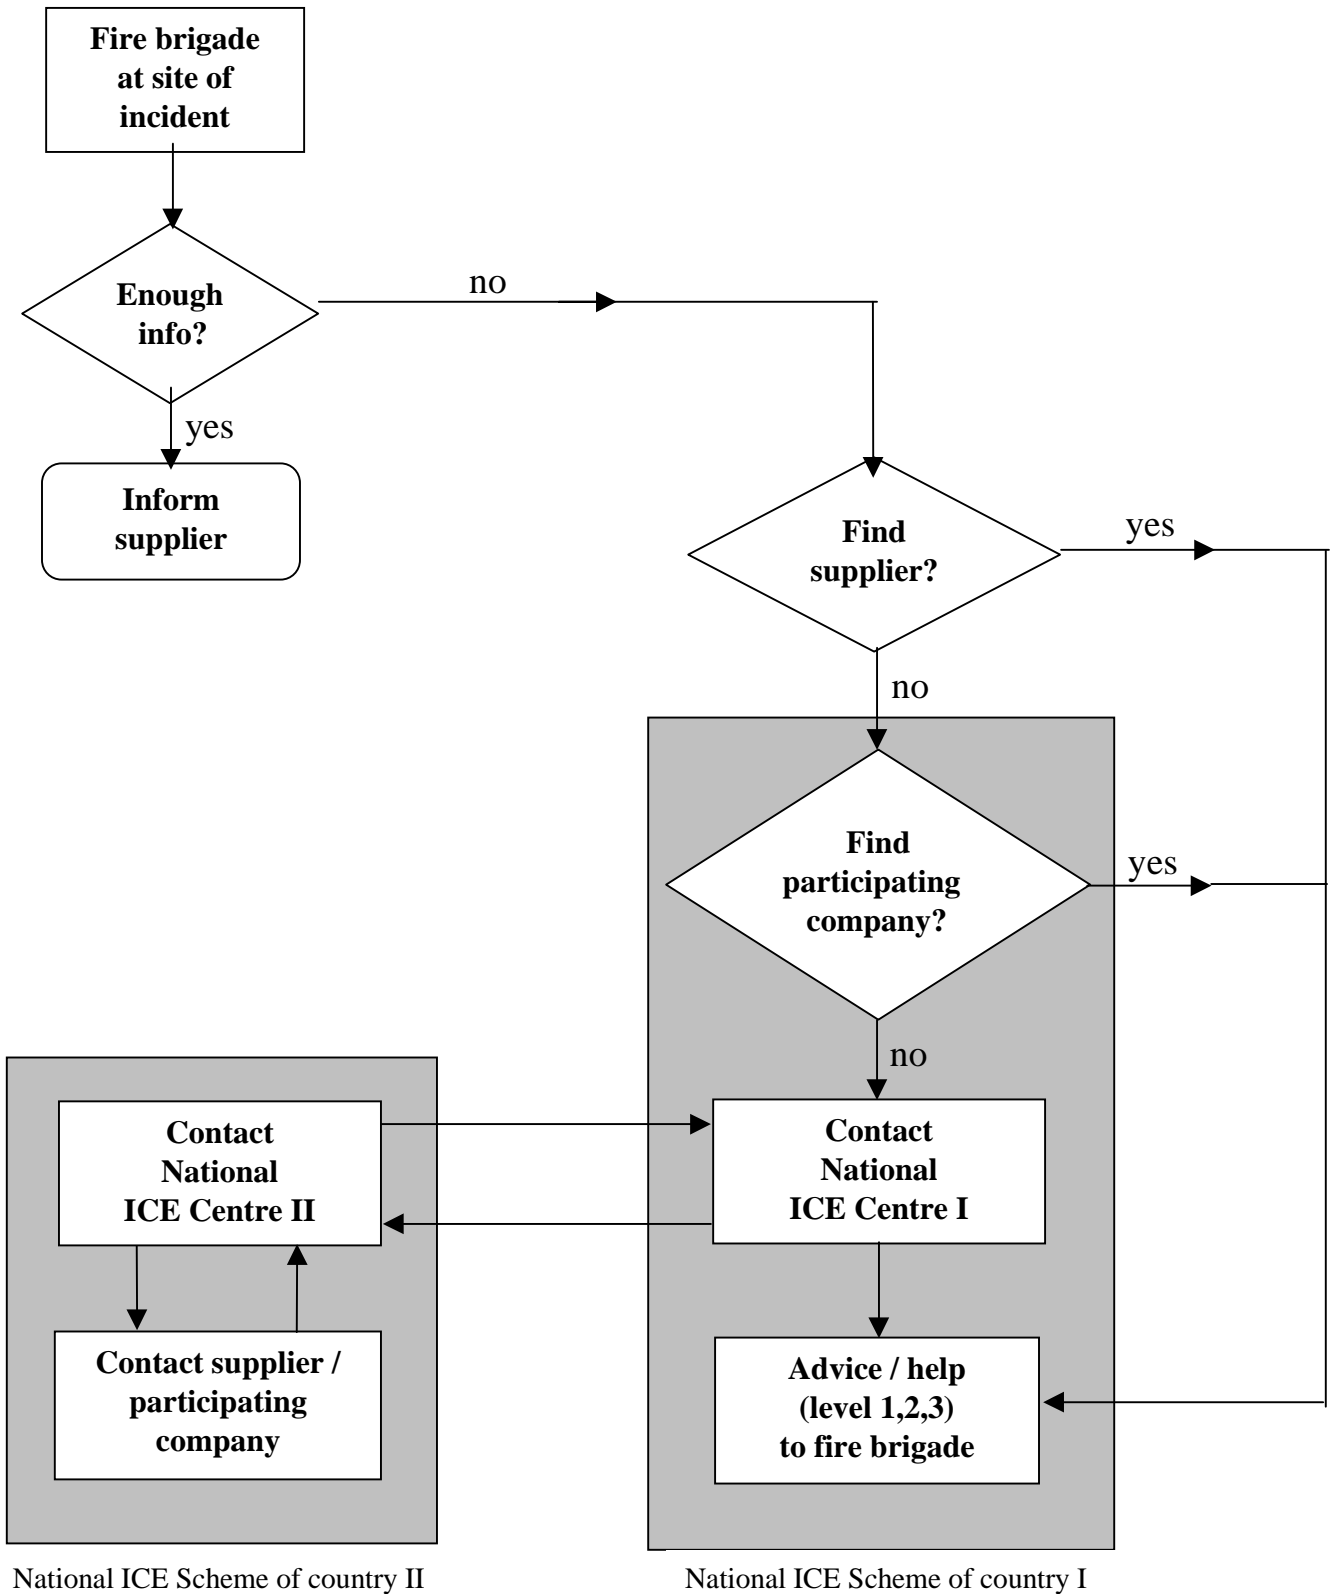 Fire brigade
at site of
incident
Enough
info?
no
yes
Inform
supplier
Find
supplier?
yes
no
Find
participating
company?
yes
no
Contact
National
ICE Centre II
Contact
National
ICE Centre I
Contact supplier /
participating
company
Advice / help
(level 1,2,3)
to fire brigade
National ICE Scheme of country II
National ICE Scheme of country I